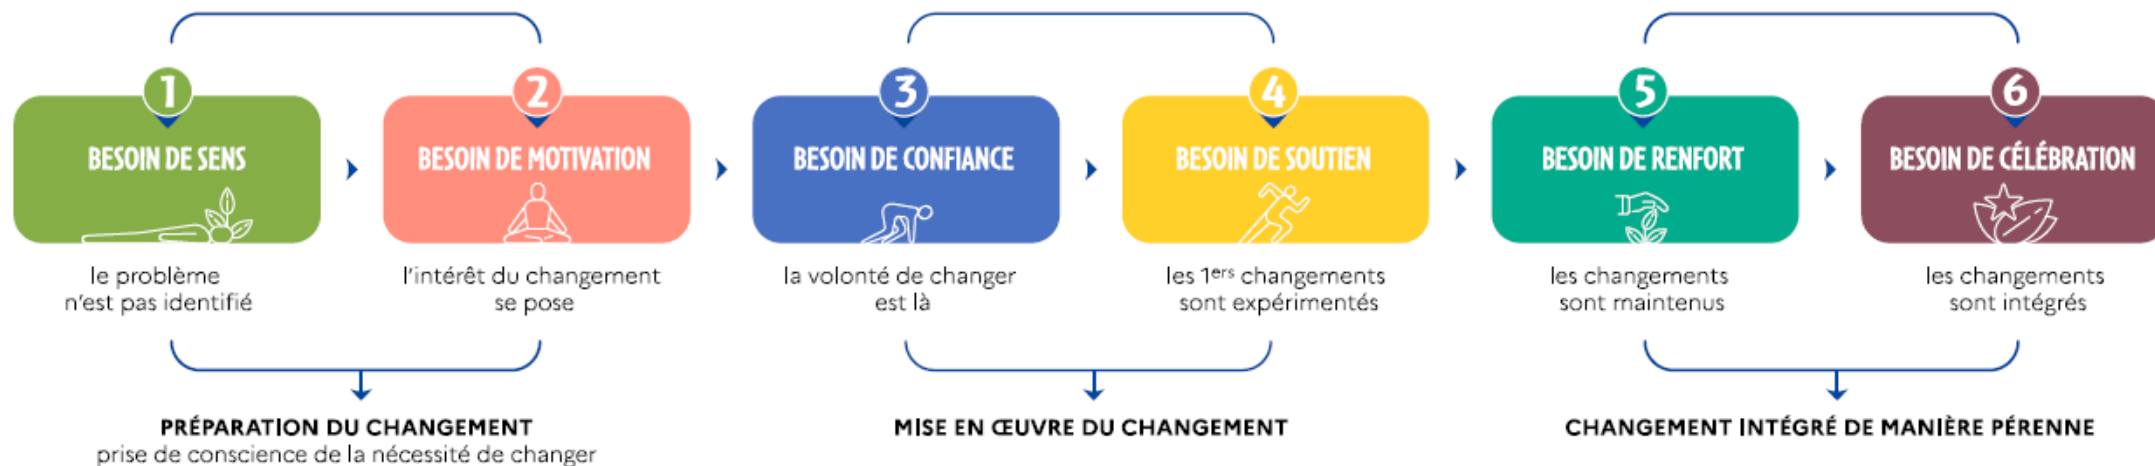 1
BESOIN DE SENS
le problème
n'est pas identifié
2
BESOIN DE MOTIVATION
l'intérêt du changement
se pose
3
BESOIN DE CONFIANCE
la volonté de changer
est là
4
BESOIN DE SOUTIEN
les 1ers changements
sont expérimentés
5
BESOIN DE RENFORT
les changements
sont maintenus
6
BESOIN DE CÉLÉBRATION
les changements
sont intégrés
PRÉPARATION DU CHANGEMENT
prise de conscience de la nécessité de changer
MISE EN ŒUVRE DU CHANGEMENT
CHANGEMENT INTÉGRÉ DE MANIÈRE PÉRENNE